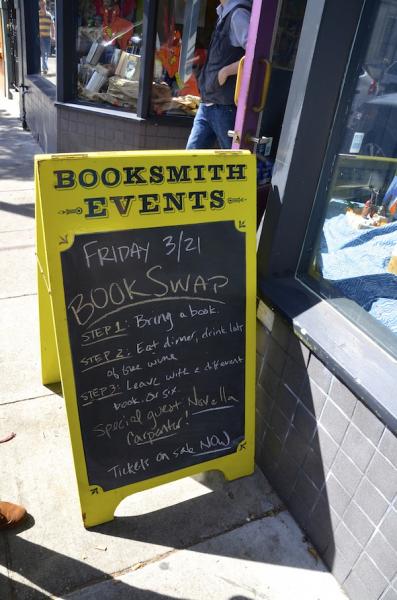 BOOKSMITH
EVENTS
FRIDAY 3/21
BOOKSWAP
STEP 1: Bring a book.
STEP 2: Eat dinner, drink lots
of free wine
STEP 3: Leave with a different
book. Or six.
Special guest Novella
Carpenter!
Tickets on sale NOW